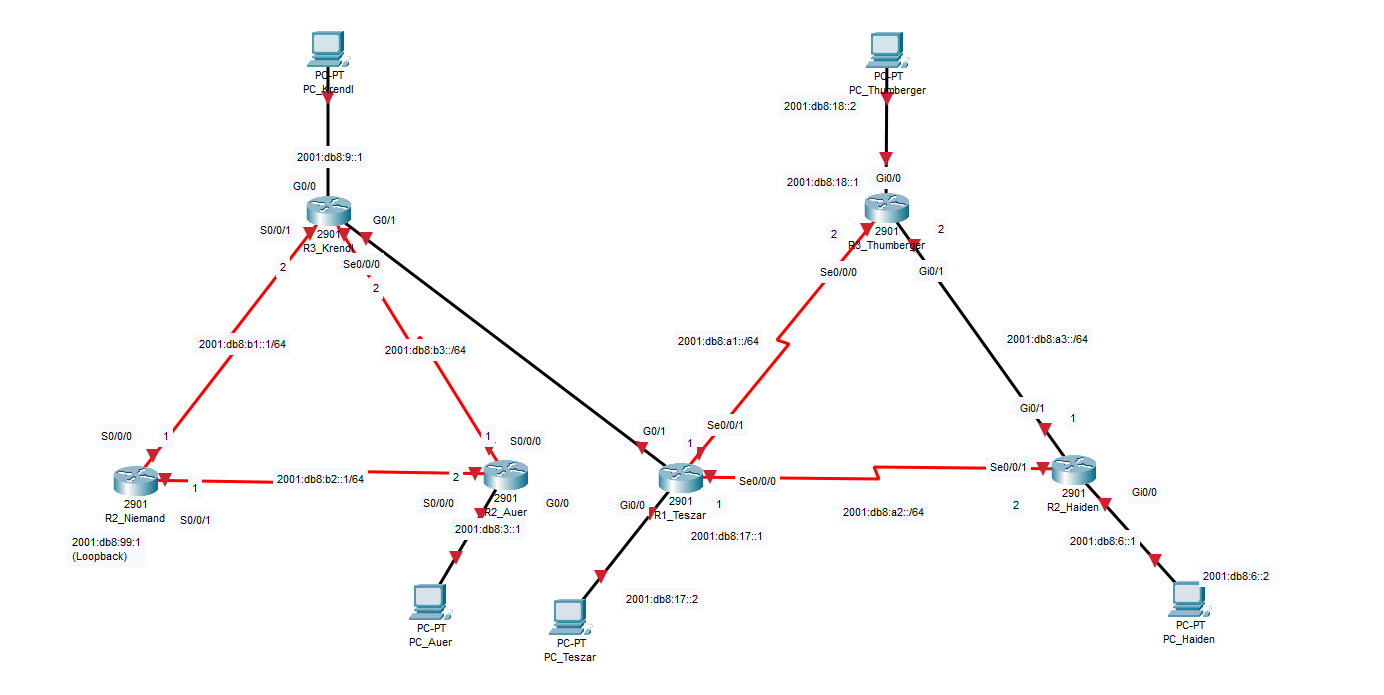 PC-PT
PC_Krendl
PC-PT
PC_Thumberger
2001:db8:18::2
2001:db8:9::1
G0/0
2001:db8:18::1
Gi0/0
S0/0/1
G0/1
2901
R3_Krendl
2
Se0/0/0
2
2901
R3_Thumberger
2
2
Se0/0/0
Gi0/1
2001:db8:b1::1/64
2001:db8:b3::/64
2001:db8:a1::/64
2001:db8:a3::/64
Gi0/1
1
S0/0/0
1
1
S0/0/0
G0/1
1
Se0/0/1
2901
R2_Niemand
1
S0/0/1
2001:db8:99:1
(Loopback)
2001:db8:b2::1/64
2
2901
R2_Auer
S0/0/0
G0/0
2001:db8:3::1
PC-PT
PC_Auer
Gi0/0
2901
R1_Teszar
1
Se0/0/0
2001:db8:17::1
2001:db8:17::2
PC-PT
PC_Teszar
2001:db8:a2::/64
Se0/0/1
2
2901
R2_Haiden
Gi0/0
2001:db8:6::1
2001:db8:6::2
PC-PT
PC_Haiden